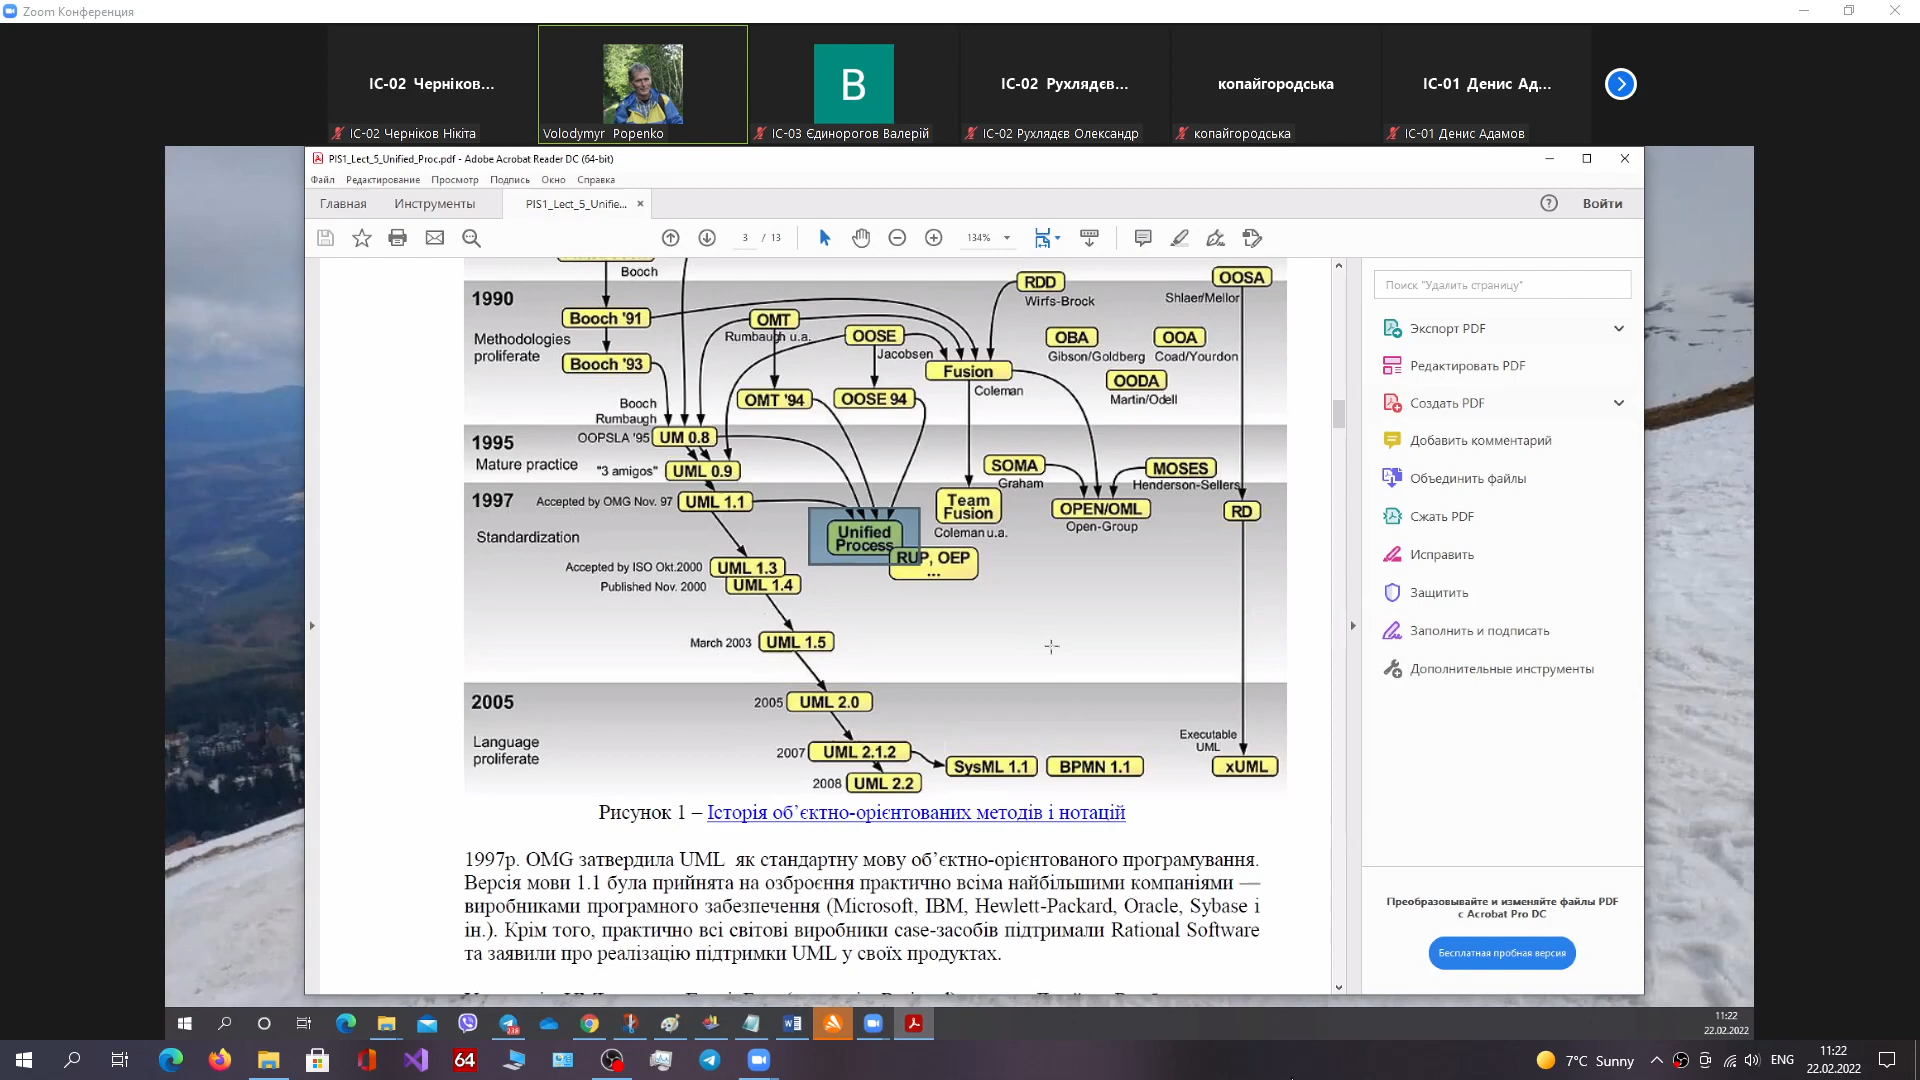 Zoom Конференция
ІС-02 Черніков...
В
ІС-02 Рухлядєв...
копайгородська
ІС-01 Денис Ад...
ІС-02 Черніков Нікіта
Volodymyr Popenko
ІС-03 Єдинорогов Валерій
ІС-02 Рухлядєв Олександр
копайгородська
ІС-01 Денис Адамов
PIS1_Lect_5_Unified_Proc.pdf - Adobe Acrobat Reader DC (64-bit)
Файл Редактирование Просмотр Подпись Окно Справка
Главная Инструменты PIS1_Lect_5_Unifie... × Войти
3 / 13 134%
Booch
1990
Methodologies
proliferate
Booch '91
Booch '93
OMT
Rumbaugh u.a.
OOSE
Jacobsen
RDD
Wirfs-Brock
OOSA
Shlaer/Mellor
OBA
Gibson/Goldberg
OOA
Coad/Yourdon
Fusion
Coleman
OODA
Martin/Odell
OMT '94
OOSE 94
Booch
Rumbaugh
1995
Mature practice
OOPSLA '95 UM 0.8
"3 amigos" UML 0.9
SOMA
Graham
MOSES
Henderson-Sellers
1997
Standardization
Accepted by OMG Nov. 97 UML 1.1
Unified
Process
RUP, OEP
...
Team
Fusion
Coleman u.a.
OPEN/OML
Open-Group
RD
Accepted by ISO Okt.2000 UML 1.3
Published Nov. 2000 UML 1.4
March 2003 UML 1.5
2005
Language
proliferate
2005 UML 2.0
2007 UML 2.1.2
2008 UML 2.2
SysML 1.1
BPMN 1.1
Executable
UML
xUML
Рисунок 1 – Історія об’єктно-орієнтованих методів і нотацій
1997р. OMG затвердила UML як стандартну мову об’єктно-орієнтованого програмування.
Версія мови 1.1 була прийнята на озброєння практично всіма найбільшими компаніями —
виробниками програмного забезпечення (Microsoft, IBM, Hewlett-Packard, Oracle, Sybase і
ін.). Крім того, практично всі світові виробники case-засобів підтримали Rational Software
та заявили про реалізацію підтримки UML у своїх продуктах.
Поиск "Удалить страницу"
Экспорт PDF
Редактировать PDF
Создать PDF
Добавить комментарий
Объединить файлы
Сжать PDF
Исправить
Защитить
Заполнить и подписать
Дополнительные инструменты
Преобразовывайте и изменяйте файлы PDF
с Acrobat Pro DC
Бесплатная пробная версия
11:22
22.02.2022
64
7°C Sunny
ENG
11:22
22.02.2022